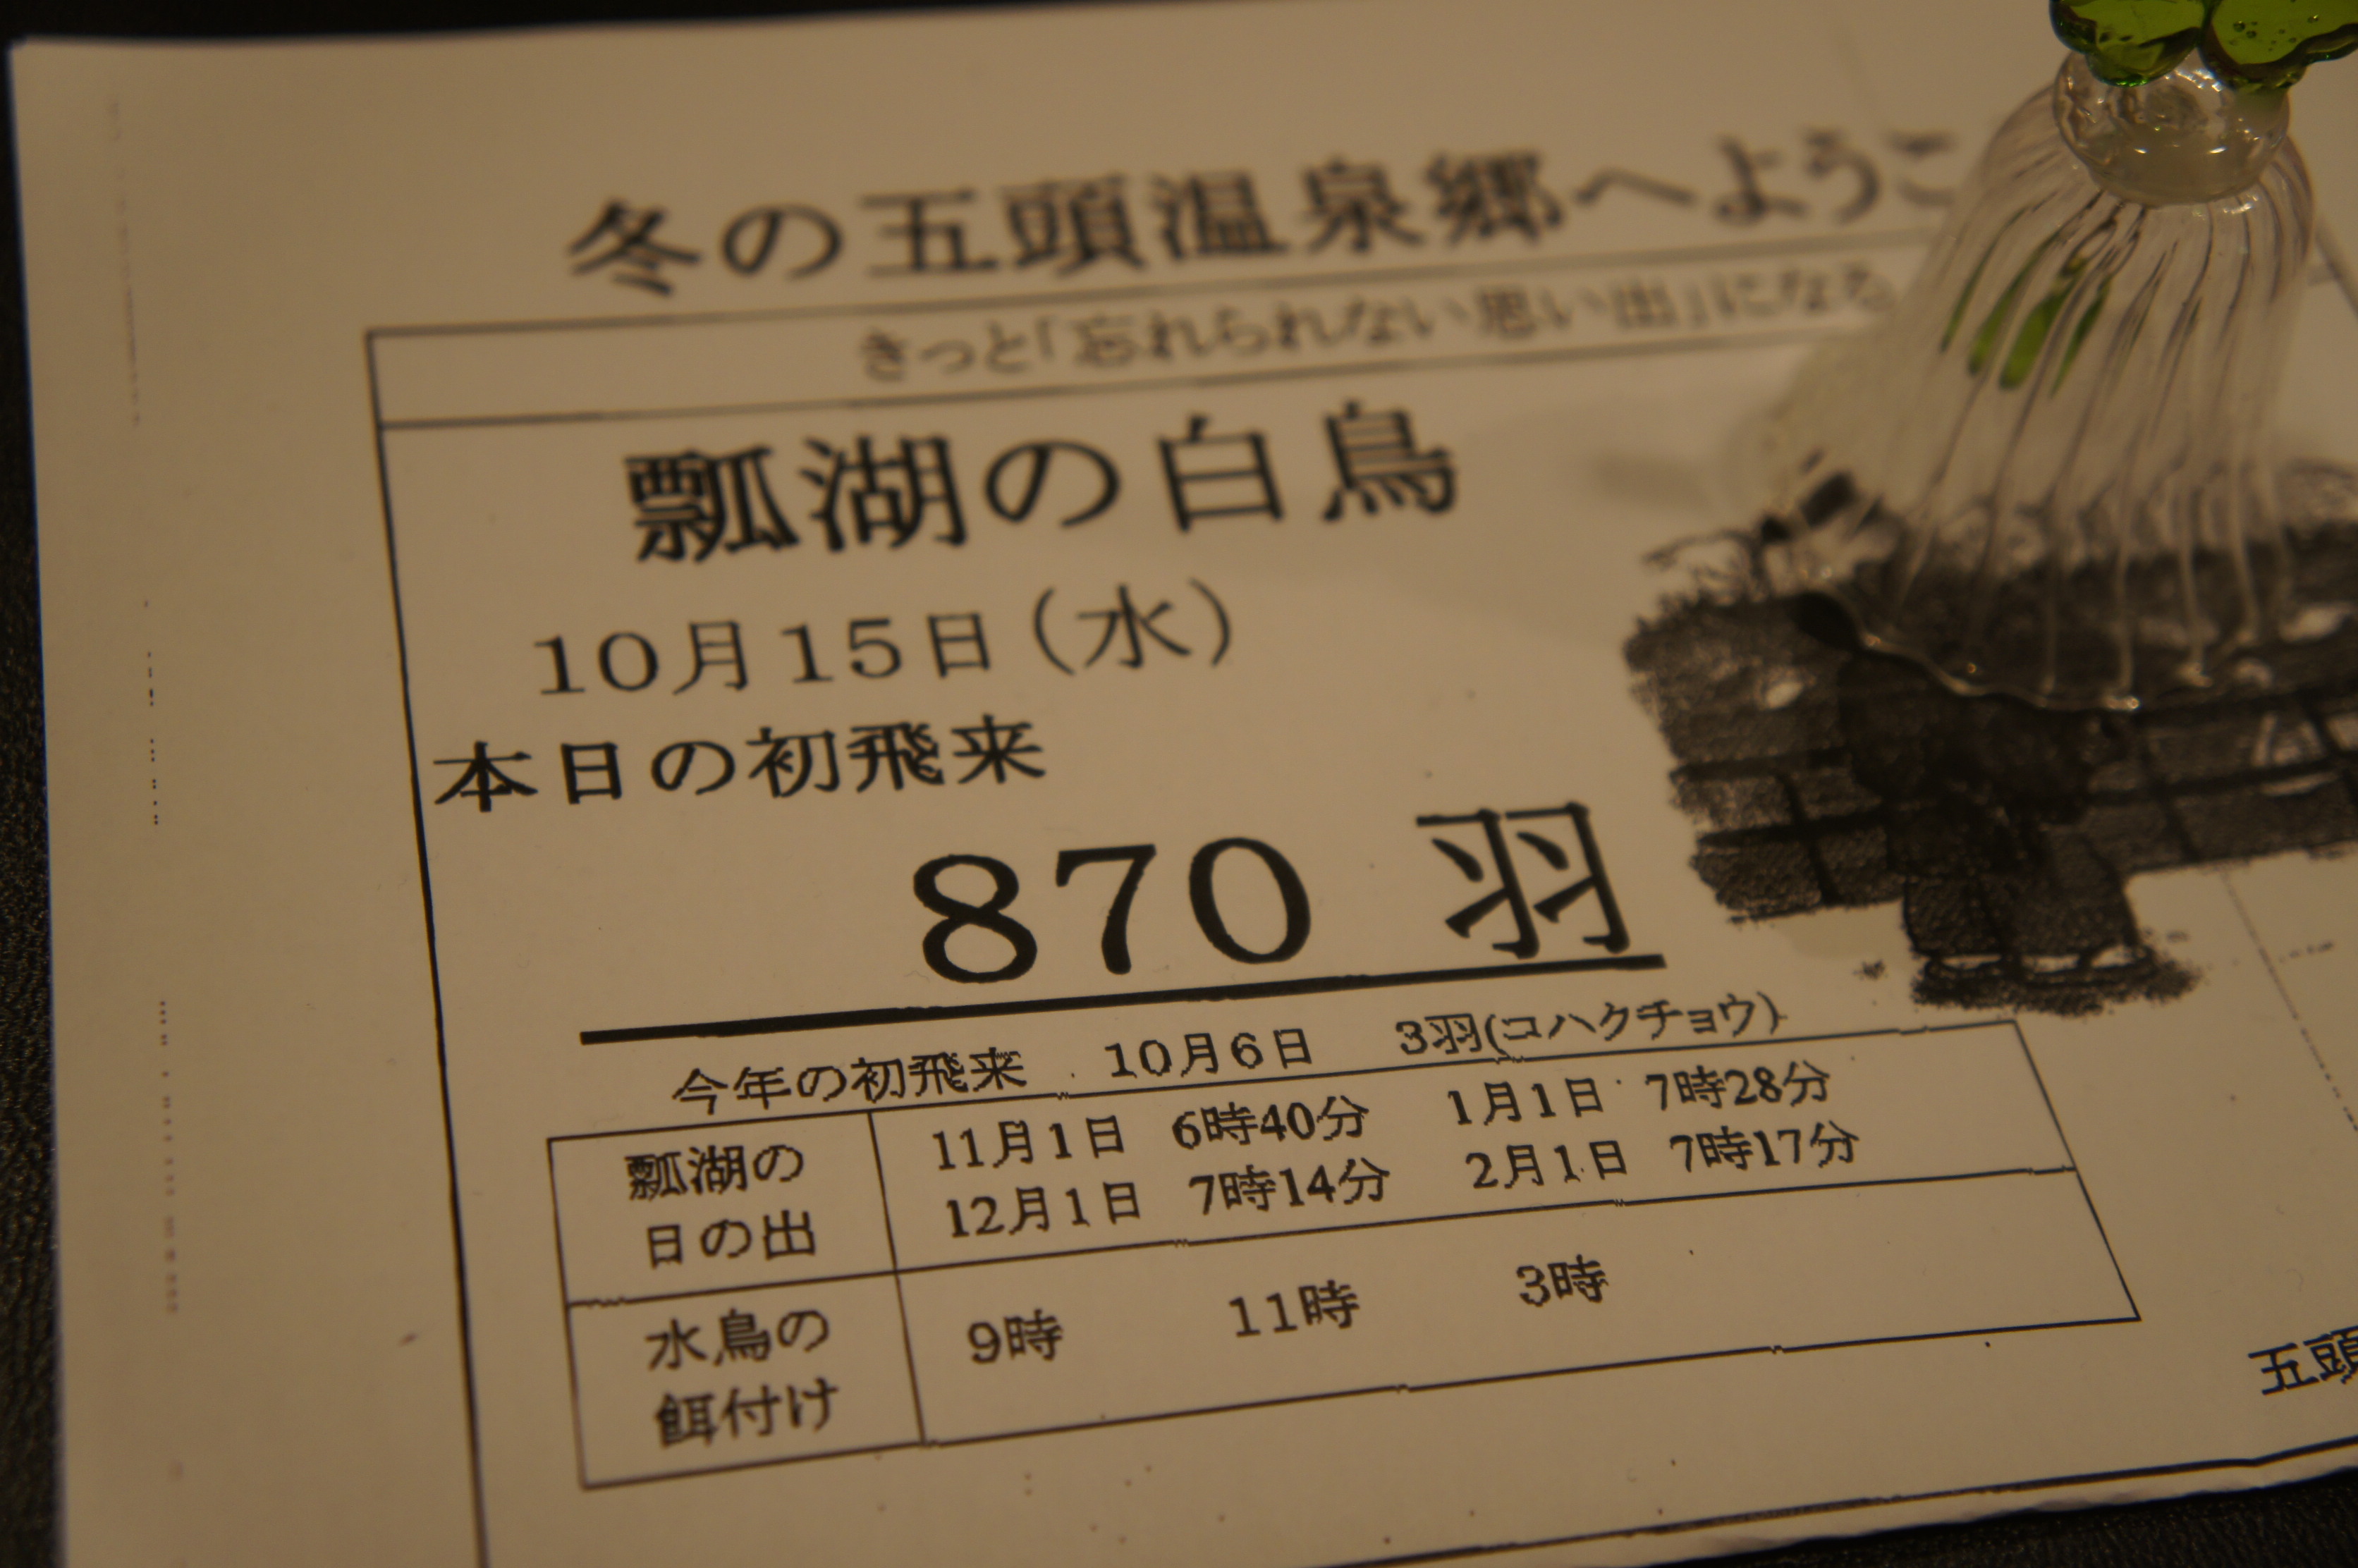 冬の五頭温泉郷へようこ
きっと「忘れられない思い出」になる
瓢湖の白鳥
10月15日(水)
本日の初飛来
870 羽
今年の初飛来 10月6日 3羽(コハクチョウ)
瓢湖の
日の出
11月1日 6時40分 1月1日 7時28分
12月1日 7時14分 2月1日 7時17分
水鳥の
餌付け
9時 11時 3時
五頭